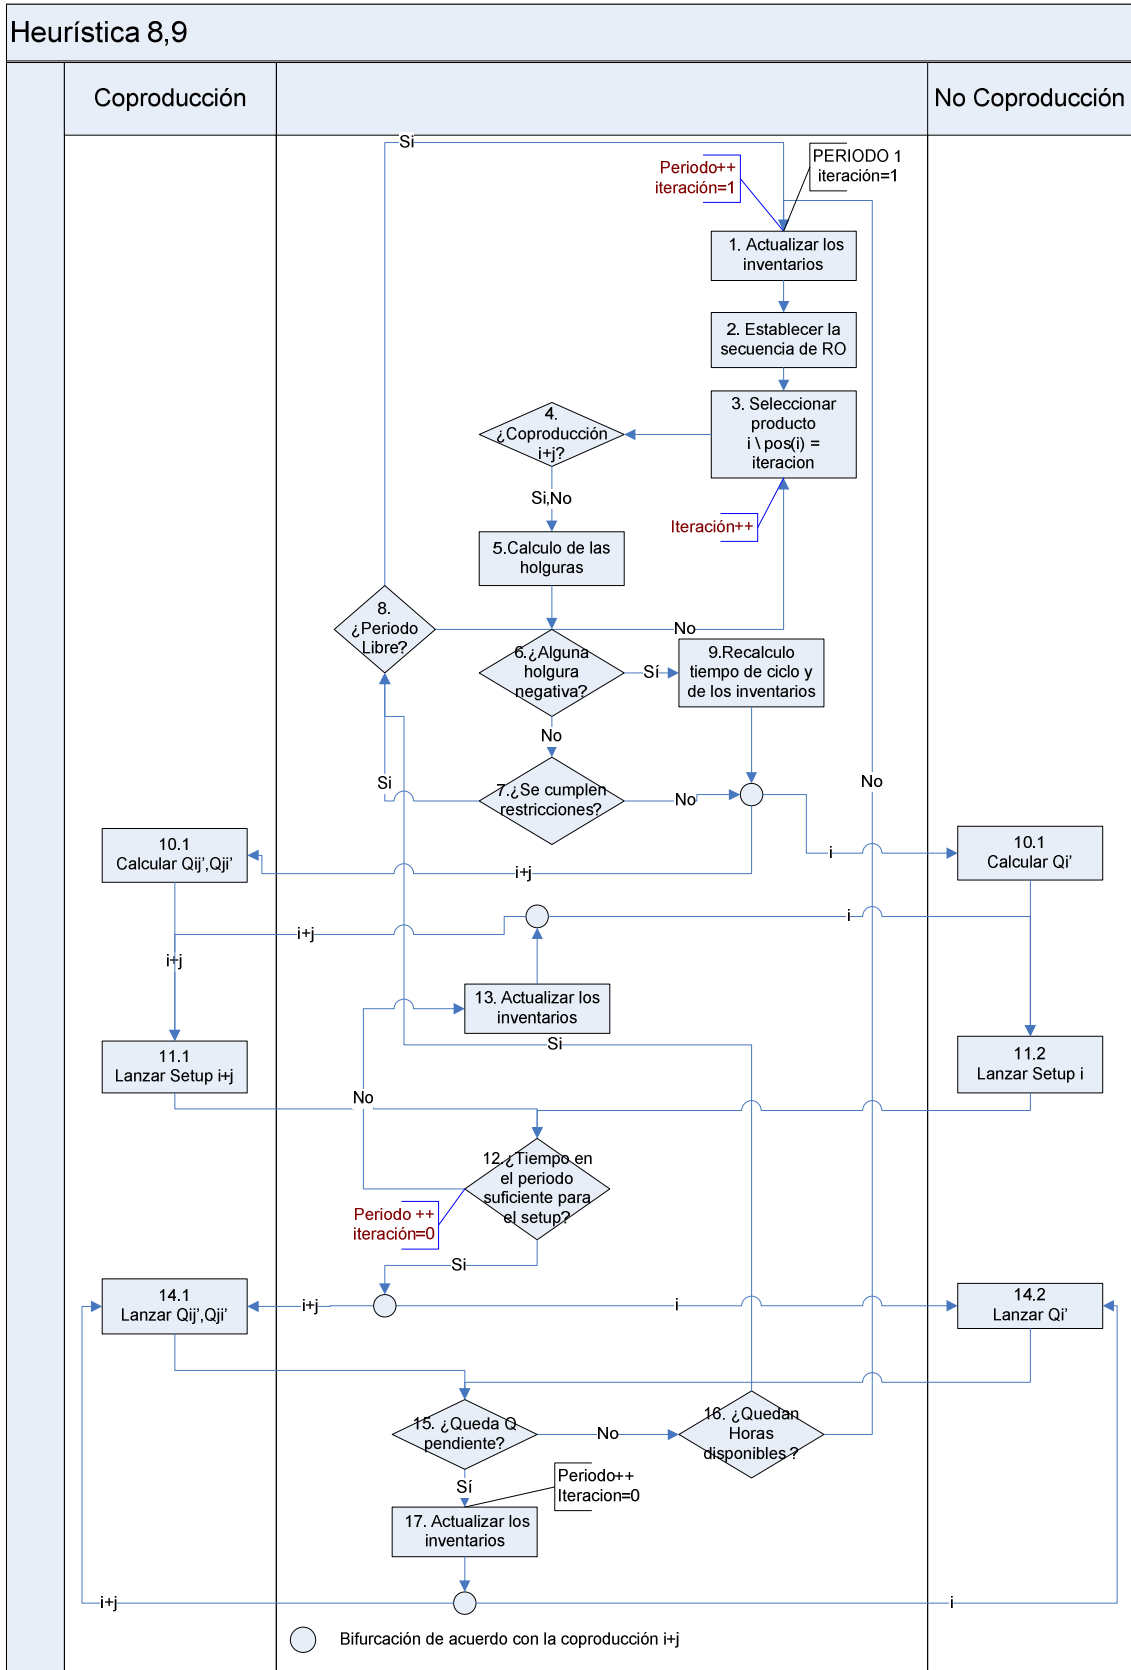 Heurística 8,9
Coproducción
No Coproducción
Si
PERIODO 1
iteración=1
Periodo++
iteración=1
1. Actualizar los
inventarios
2. Establecer la
secuencia de RO
3. Seleccionar
producto
i \ pos(i) =
iteracion
4.
¿Coproducción
i+j?
Si,No
Iteración++
5.Calculo de las
holguras
8.
¿Periodo
Libre?
No
6.¿Alguna
holgura
negativa?
Sí
9.Recalculo
tiempo de ciclo y
de los inventarios
No
Si
7.¿Se cumplen
restricciones?
No
No
10.1
Calcular Qij’,Qji’
i+j
i
10.1
Calcular Qi’
i+j
i
i+j
13. Actualizar los
inventarios
Si
11.1
Lanzar Setup i+j
11.2
Lanzar Setup i
No
12.¿Tiempo en
el periodo
suficiente para
el setup?
Periodo ++
iteración=0
Si
14.1
Lanzar Qij’,Qji’
i+j
i
14.2
Lanzar Qi’
15. ¿Queda Q
pendiente?
No
16. ¿Quedan
Horas
disponibles ?
Sí
Periodo++
Iteracion=0
17. Actualizar los
inventarios
i+j
i
Bifurcación de acuerdo con la coproducción i+j